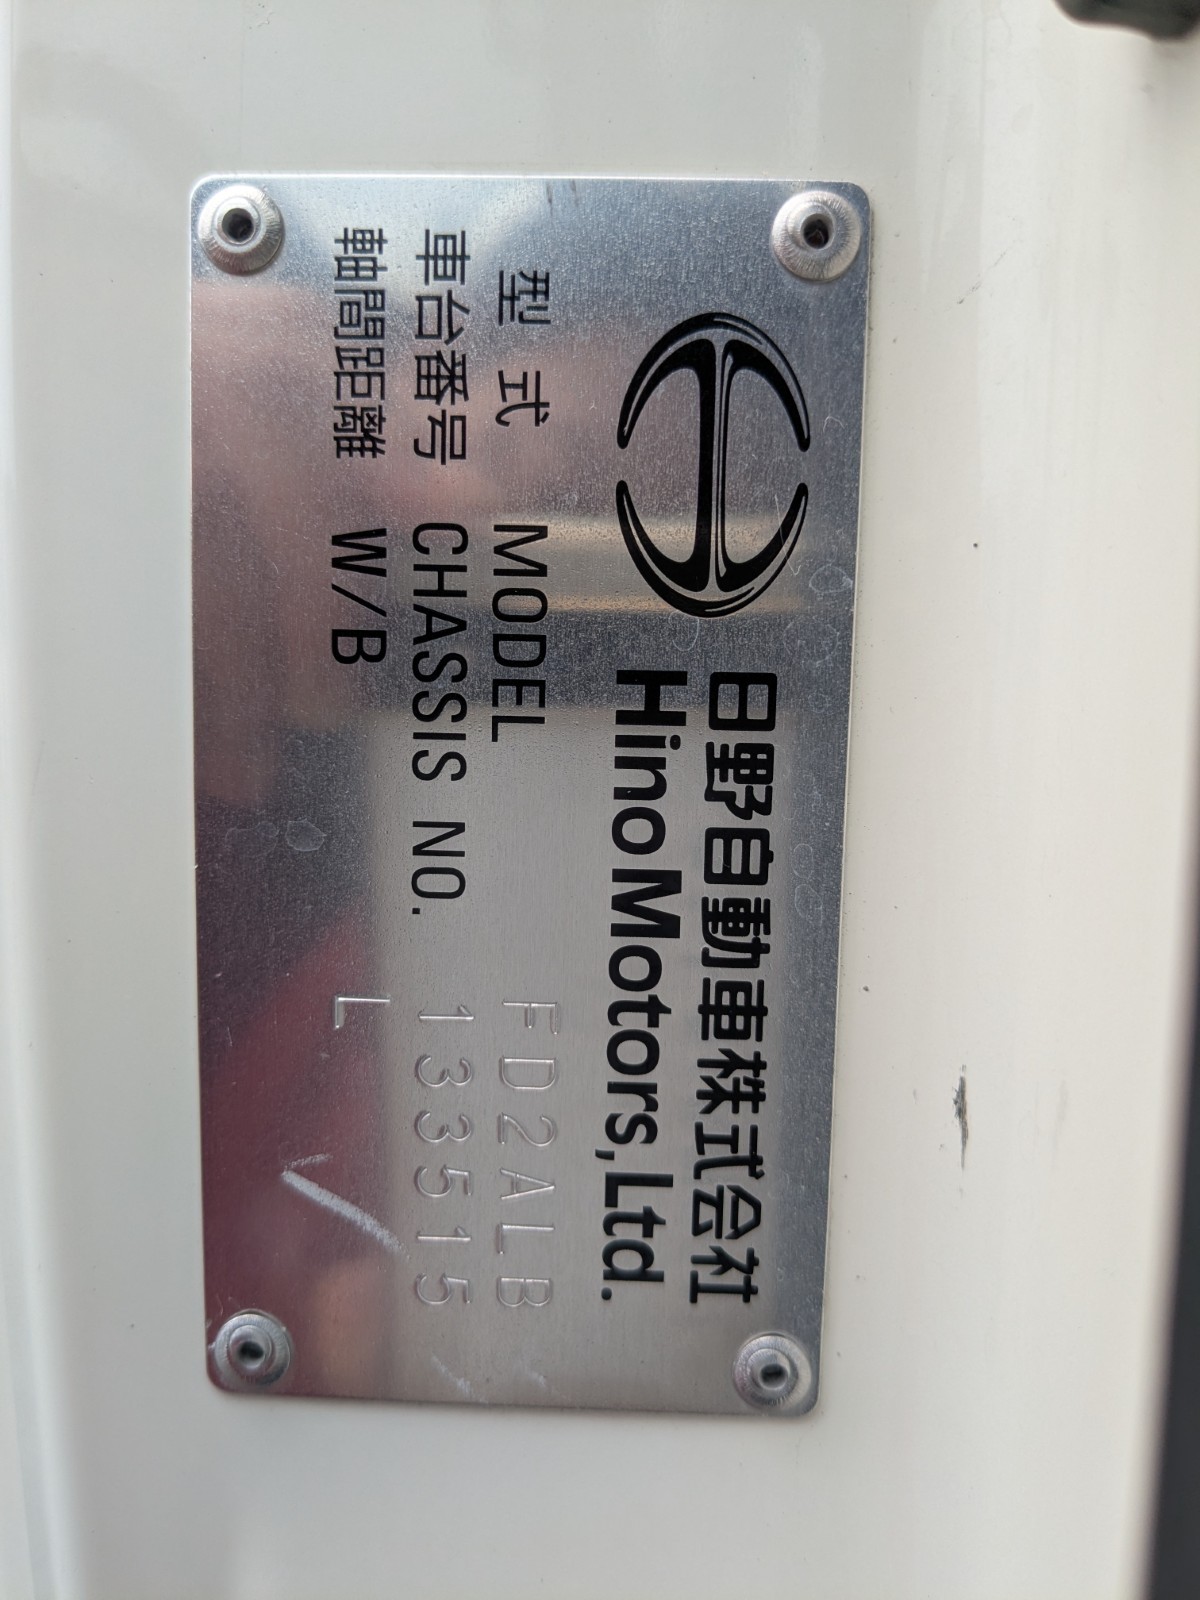 日野自動車株式会社
Hino Motors,Ltd.
型 式 MODEL FD2ALB
車台番号 CHASSIS NO. 133515
軸間距離 W/B L